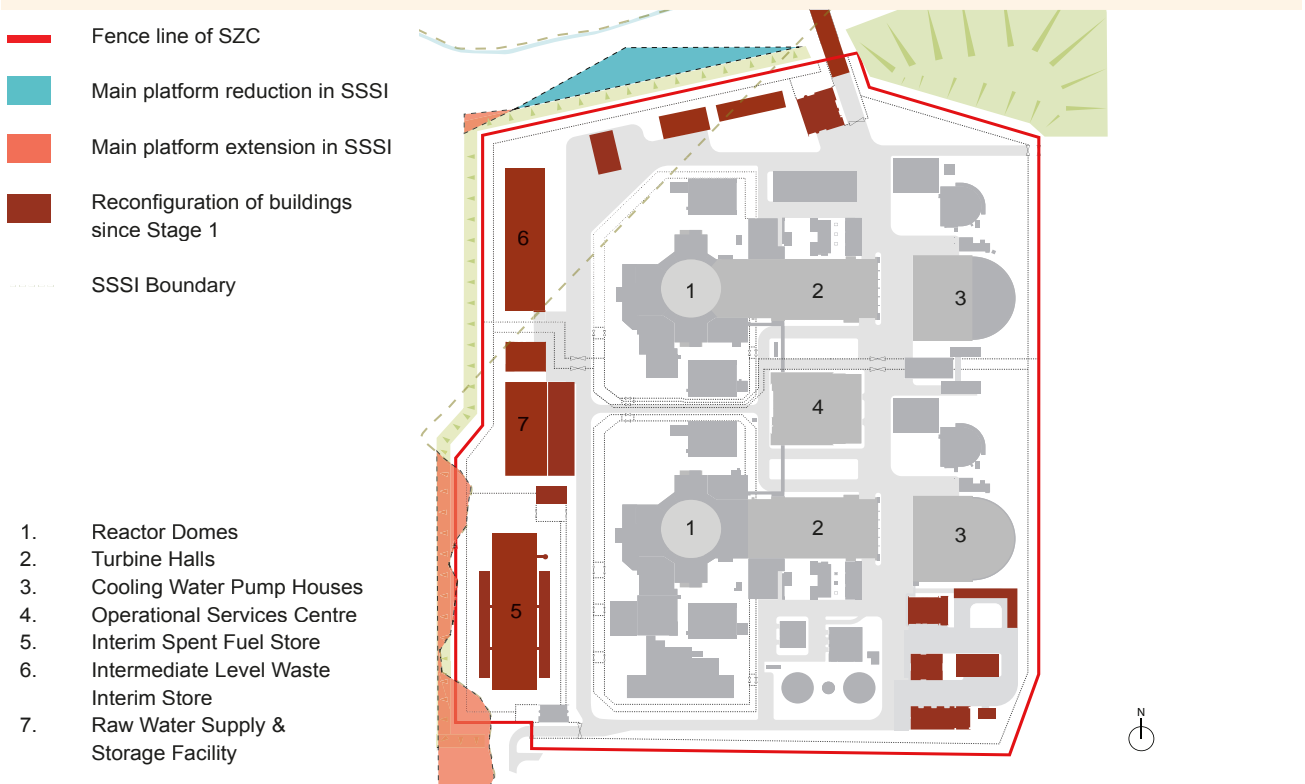 Fence line of SZC
Main platform reduction in SSSI
Main platform extension in SSSI
Reconfiguration of buildings
since Stage 1
SSSI Boundary
1. Reactor Domes
2. Turbine Halls
3. Cooling Water Pump Houses
4. Operational Services Centre
5. Interim Spent Fuel Store
6. Intermediate Level Waste
Interim Store
7. Raw Water Supply &
Storage Facility
6
1
2
3
7
4
1
2
3
5
N